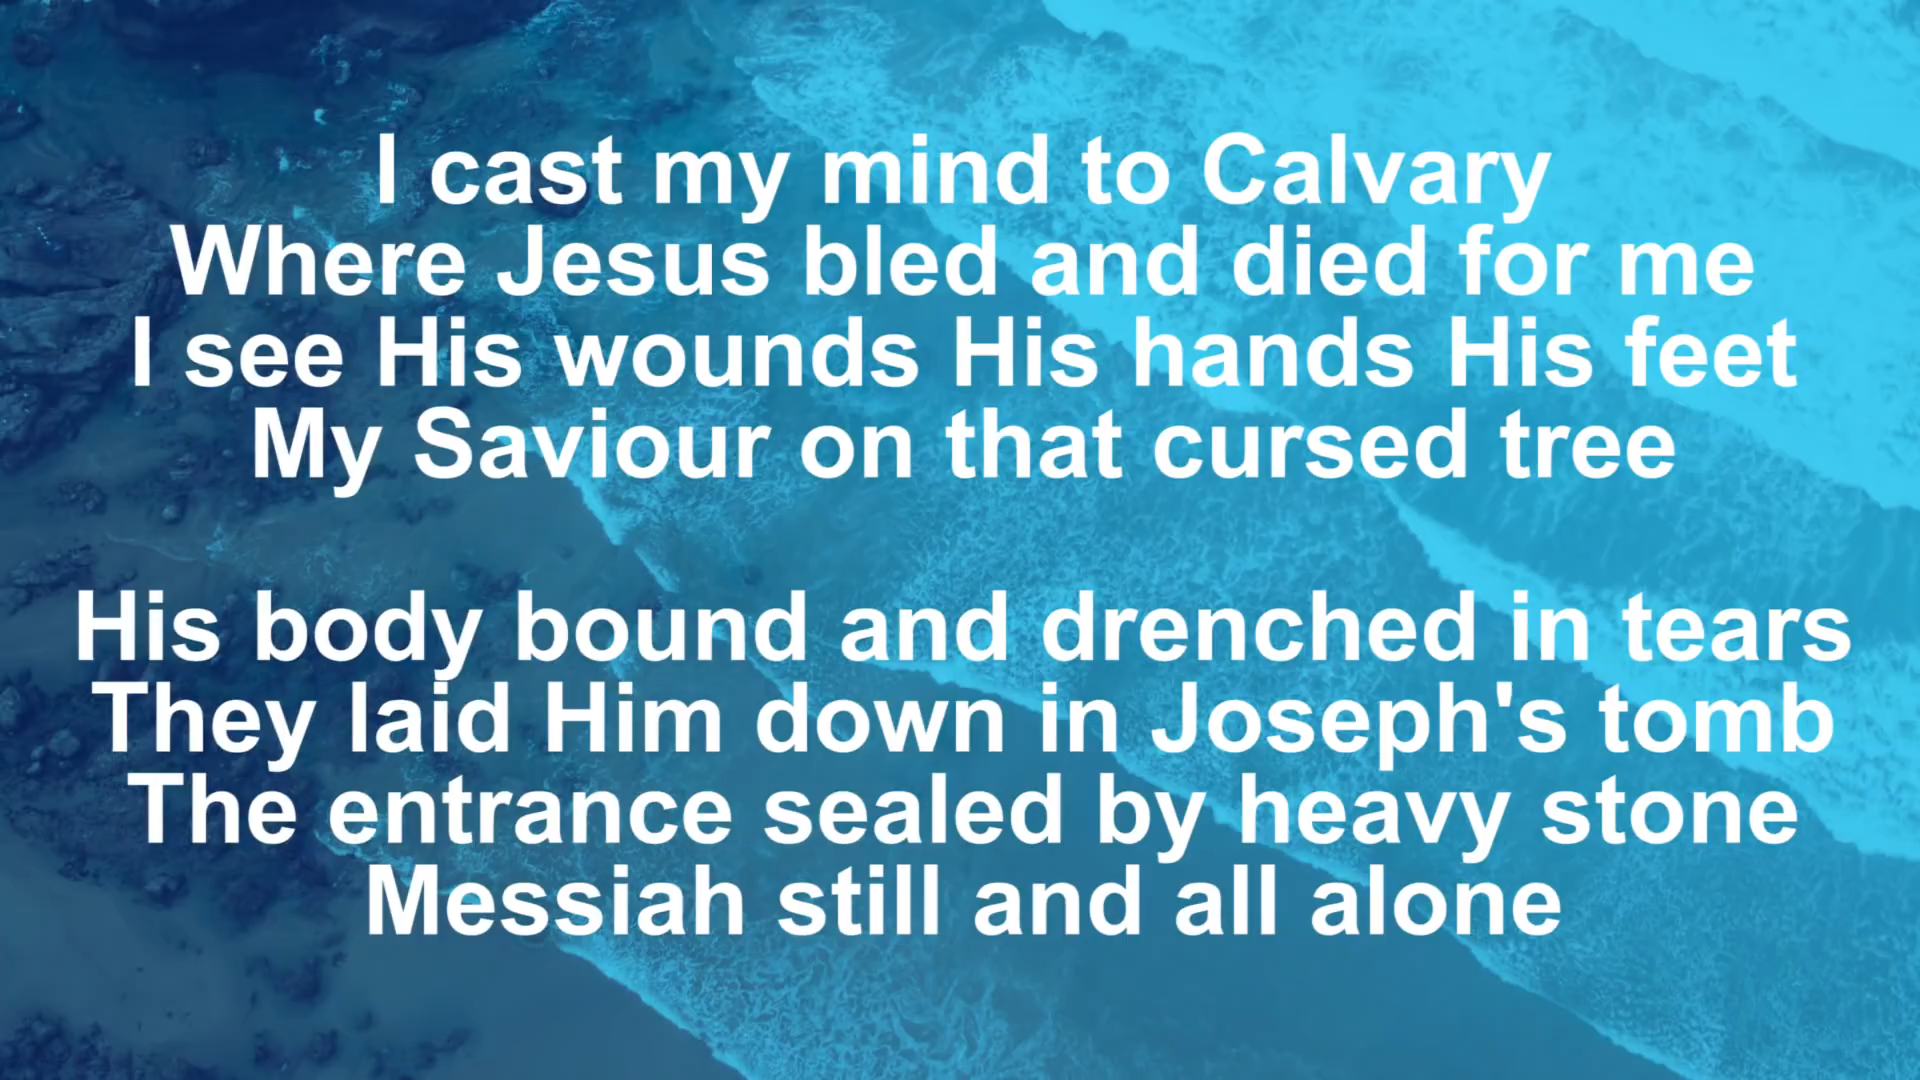 I cast my mind to Calvary
Where Jesus bled and died for me
I see His wounds His hands His feet
My Saviour on that cursed tree
His body bound and drenched in tears
They laid Him down in Joseph's tomb
The entrance sealed by heavy stone
Messiah still and all alone